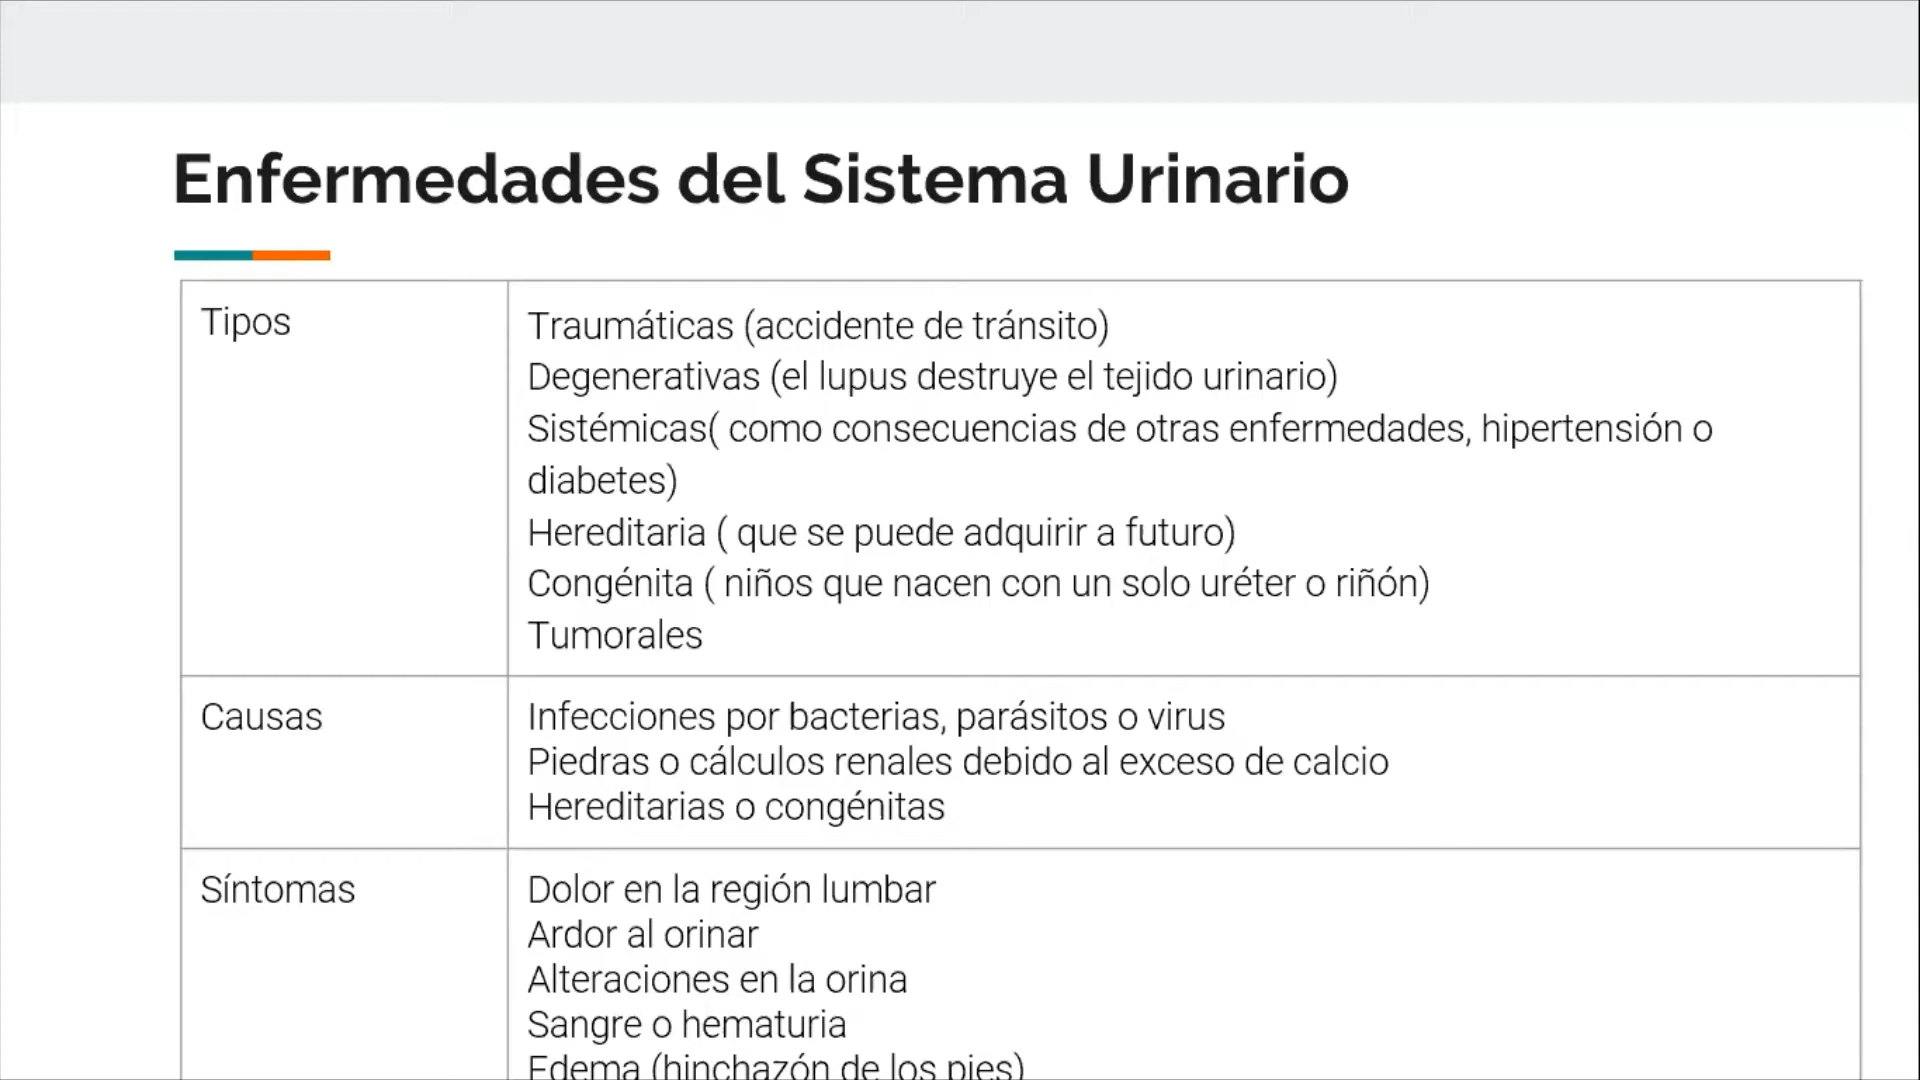 Enfermedades del Sistema Urinario
Tipos
Traumáticas (accidente de tránsito)
Degenerativas (el lupus destruye el tejido urinario)
Sistémicas( como consecuencias de otras enfermedades, hipertensión o
diabetes)
Hereditaria ( que se puede adquirir a futuro)
Congénita ( niños que nacen con un solo uréter o riñón)
Tumorales
Causas
Infecciones por bacterias, parásitos o virus
Piedras o cálculos renales debido al exceso de calcio
Hereditarias o congénitas
Síntomas
Dolor en la región lumbar
Ardor al orinar
Alteraciones en la orina
Sangre o hematuria
Edema (hinchazón de los pies)